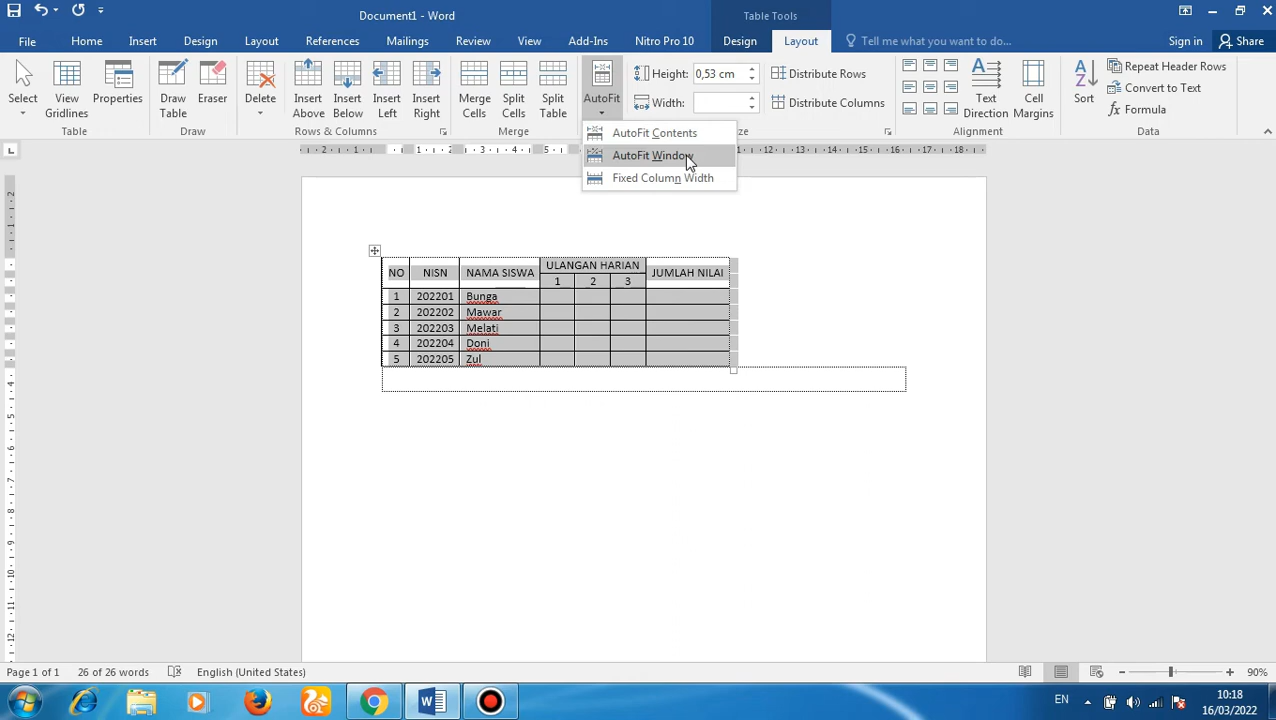 Document1 - Word
Table Tools
File Home Insert Design Layout References Mailings Review View Add-Ins Nitro Pro 10 Design Layout Tell me what you want to do... Sign in Share
Select View Gridlines Properties
Draw Table Eraser
Delete Insert Above Insert Below Insert Left Insert Right
Merge Cells Split Cells Split Table
AutoFit Height: 0,53 cm Distribute Rows
Width: Distribute Columns
Text Direction Cell Margins
Sort Repeat Header Rows
Convert to Text
Formula
Table Draw Rows & Columns Merge ze Alignment Data
AutoFit Contents
AutoFit Window
Fixed Column Width
NO NISN NAMA SISWA ULANGAN HARIAN JUMLAH NILAI
1 2 3
1 202201 Bunga
2 202202 Mawar
3 202203 Melati
4 202204 Doni
5 202205 Zul
Page 1 of 1 26 of 26 words English (United States) 90%
EN 10:18
16/03/2022